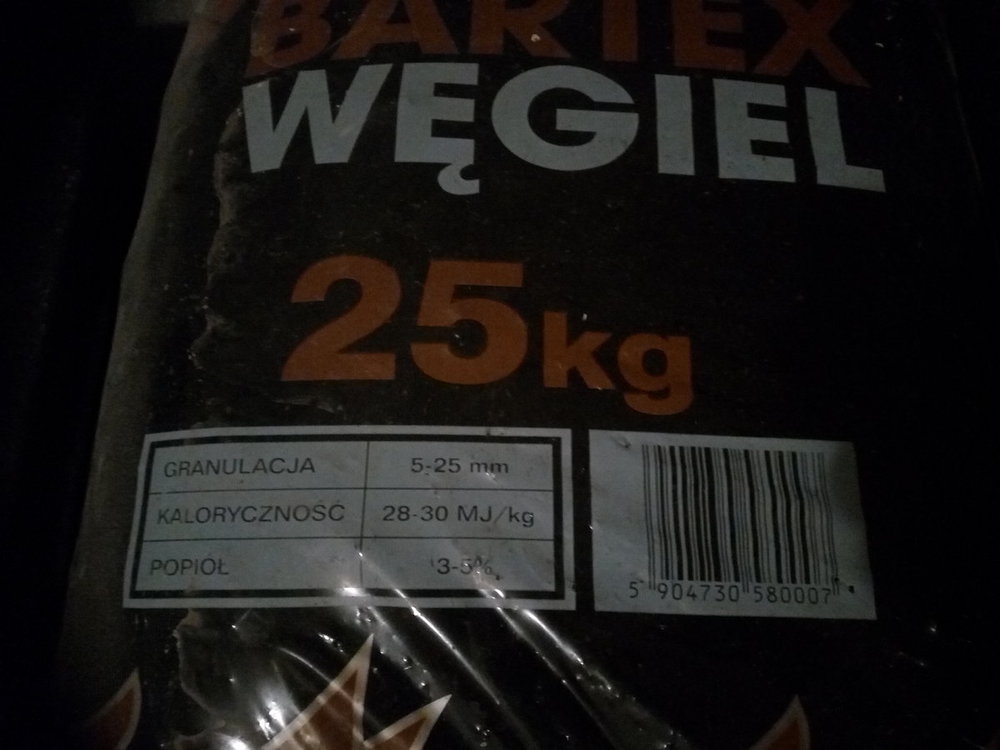 BARTEX
WĘGIEL
25kg
GRANULACJA 5-25 mm
KALORYCZNOŚĆ 28-30 MJ/kg
POPIÓŁ 3-5%
5 904730 580007